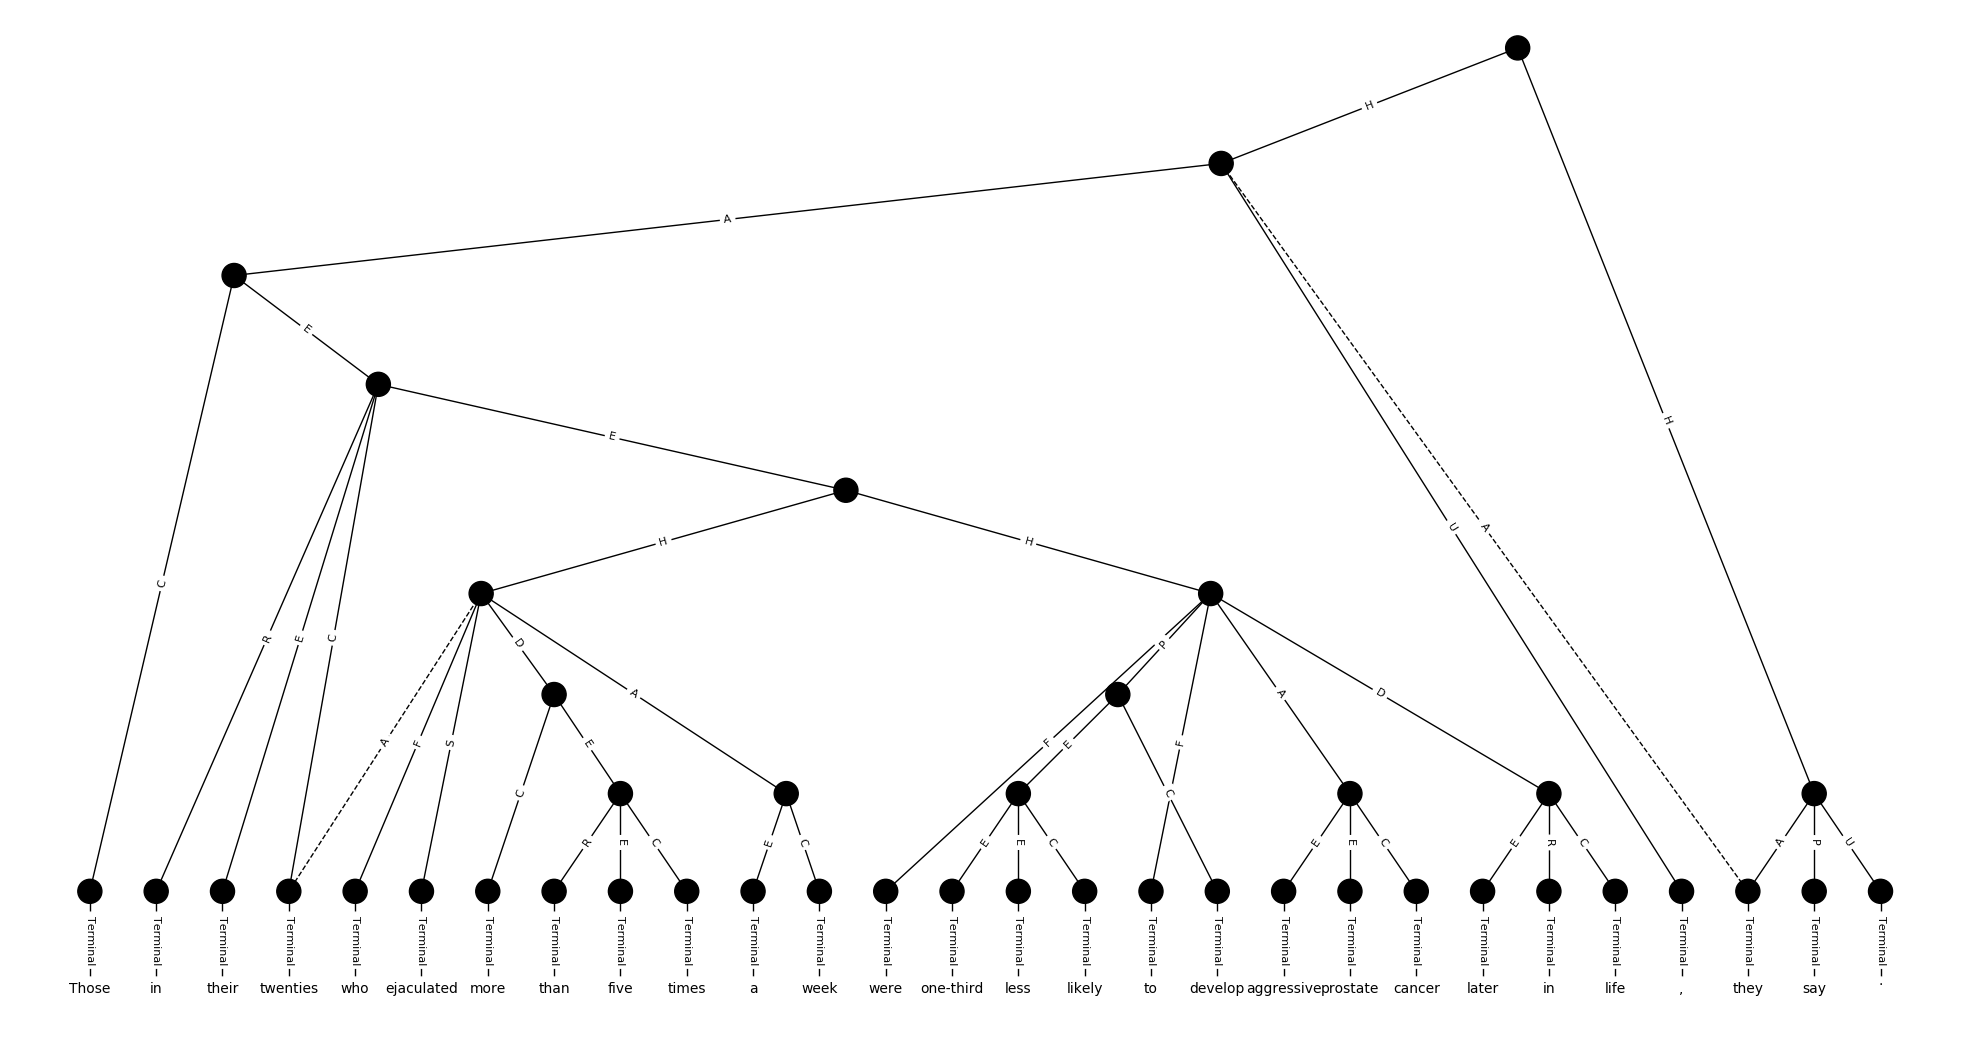 H
A
H
E
E
H
H
C
R
E
C
D
A
P
D
A
F
S
E
F
E
F
A
U
A
C
C
R
E
C
E
C
E
E
C
E
E
C
E
R
C
A
P
U
Terminal Terminal Terminal Terminal Terminal Terminal Terminal Terminal Terminal Terminal Terminal Terminal Terminal Terminal Terminal Terminal Terminal Terminal Terminal Terminal Terminal Terminal Terminal Terminal Terminal Terminal Terminal Terminal
Those in their twenties who ejaculated more than five times a week were one-third less likely to develop aggressive prostate cancer later in life , they say .